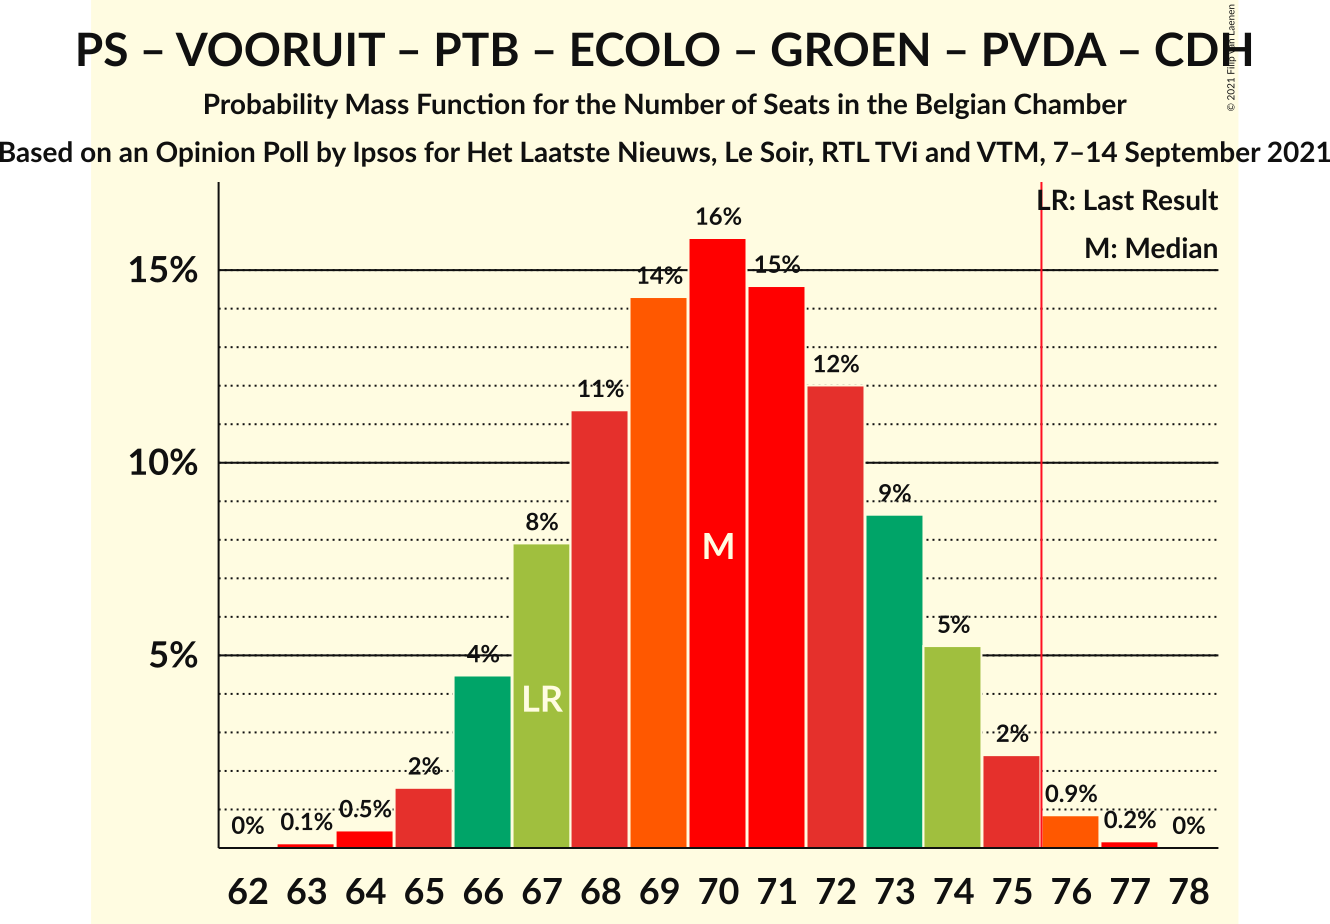 PS – VOORUIT – PTB – ECOLO – GROEN – PVDA – CDH
© 2021 Filip van Laenen
Probability Mass Function for the Number of Seats in the Belgian Chamber
Based on an Opinion Poll by Ipsos for Het Laatste Nieuws, Le Soir, RTL TVi and VTM, 7–14 September 2021
LR: Last Result
M: Median
15%
10%
5%
0% 0.1% 0.5% 2% 4% 8% 11% 14% 16% 15% 12% 9% 5% 2% 0.9% 0.2% 0%
LR
M
62 63 64 65 66 67 68 69 70 71 72 73 74 75 76 77 78